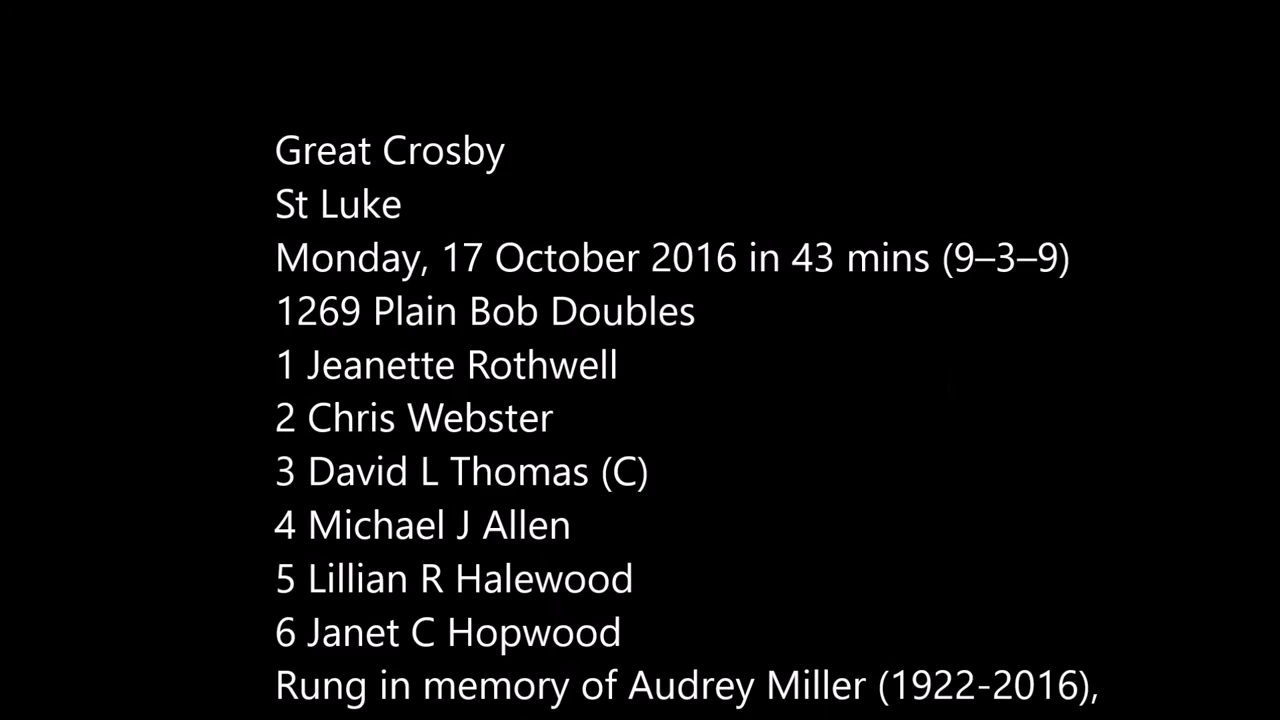 Great Crosby
St Luke
Monday, 17 October 2016 in 43 mins (9–3–9)
1269 Plain Bob Doubles
1 Jeanette Rothwell
2 Chris Webster
3 David L Thomas (C)
4 Michael J Allen
5 Lillian R Halewood
6 Janet C Hopwood
Rung in memory of Audrey Miller (1922-2016),